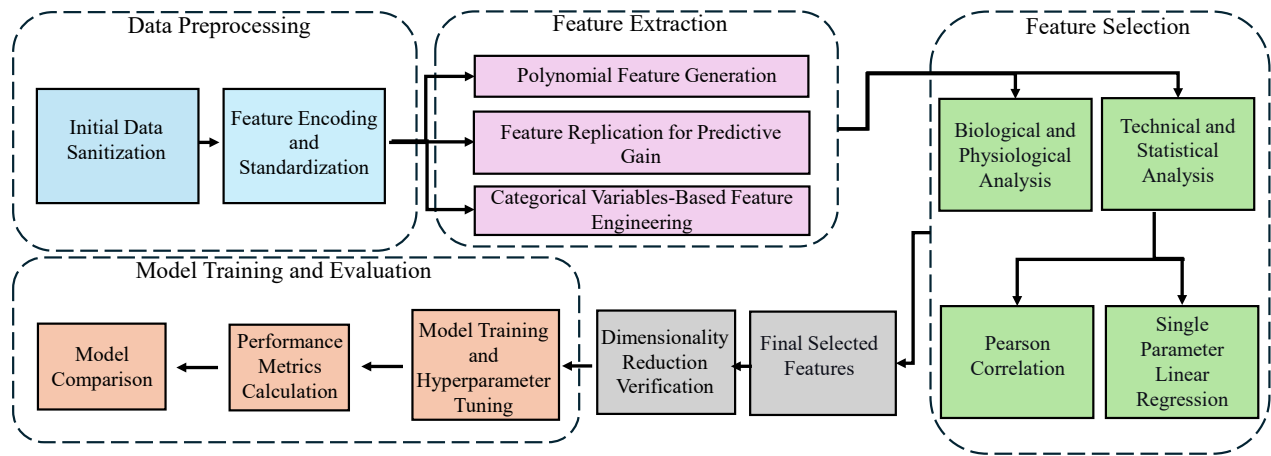 Data Preprocessing
Initial Data
Sanitization
Feature Encoding
and
Standardization
Feature Extraction
Polynomial Feature Generation
Feature Replication for Predictive
Gain
Categorical Variables-Based Feature
Engineering
Feature Selection
Biological and
Physiological
Analysis
Technical and
Statistical
Analysis
Pearson
Correlation
Single
Parameter
Linear
Regression
Final Selected
Features
Dimensionality
Reduction
Verification
Model Training and Evaluation
Model Training
and
Hyperparameter
Tuning
Performance
Metrics
Calculation
Model
Comparison